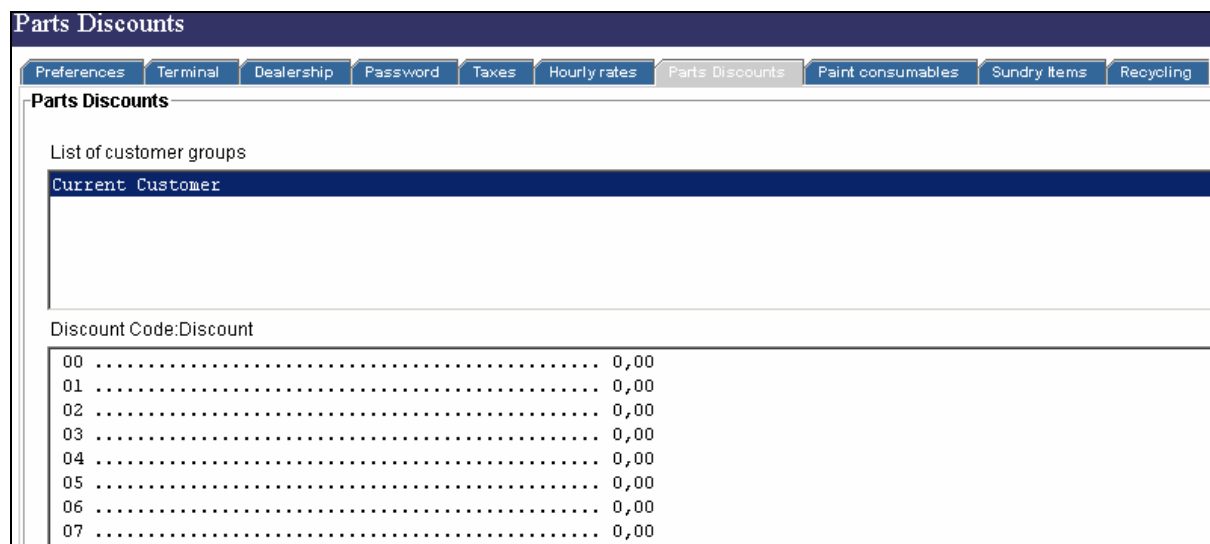 Parts Discounts
Preferences Terminal Dealership Password Taxes Hourly rates Parts Discounts Paint consumables Sundry Items Recycling
Parts Discounts
List of customer groups
Current Customer
Discount Code:Discount
00 ................................................ 0,00
01 ................................................ 0,00
02 ................................................ 0,00
03 ................................................ 0,00
04 ................................................ 0,00
05 ................................................ 0,00
06 ................................................ 0,00
07 ................................................ 0,00